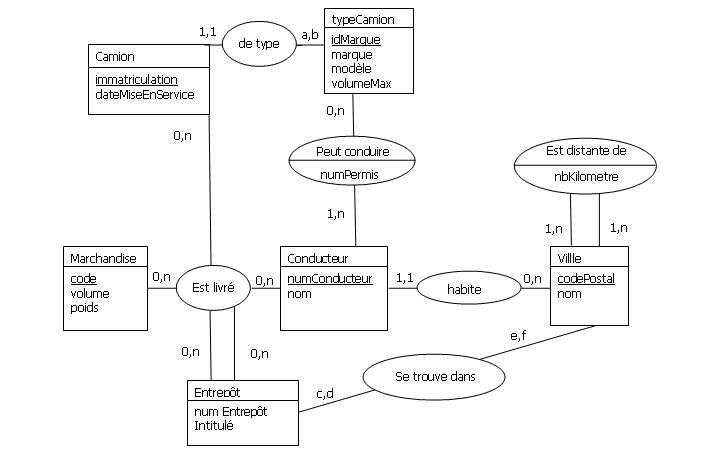 typeCamion
idMarque
marque
modèle
volumeMax
1,1
de type
a,b
Camion
immatriculation
dateMiseEnService
0,n
0,n
Peut conduire
numPermis
1,n
Est distante de
nbKilometre
1,n
1,n
Marchandise
code
volume
poids
0,n
Est livré
0,n
Conducteur
numConducteur
nom
1,1
habite
0,n
Villle
codePostal
nom
0,n
0,n
e,f
Se trouve dans
c,d
Entrepôt
num Entrepôt
Intitulé